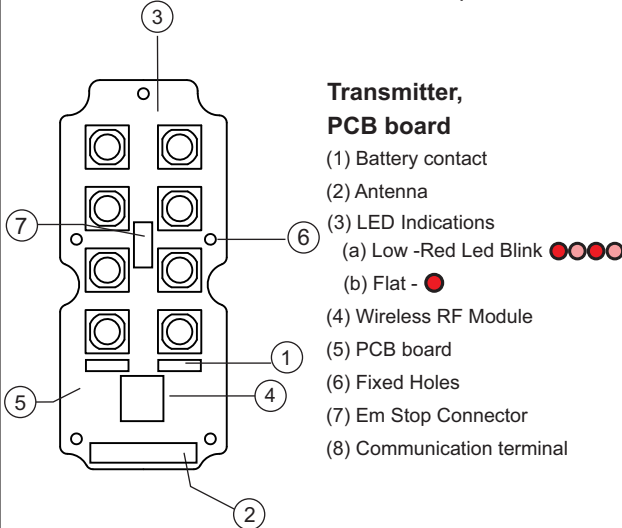 3
7
6
1
5
4
2
Transmitter,
PCB board
(1) Battery contact
(2) Antenna
(3) LED Indications
(a) Low -Red Led Blink
(b) Flat -
(4) Wireless RF Module
(5) PCB board
(6) Fixed Holes
(7) Em Stop Connector
(8) Communication terminal